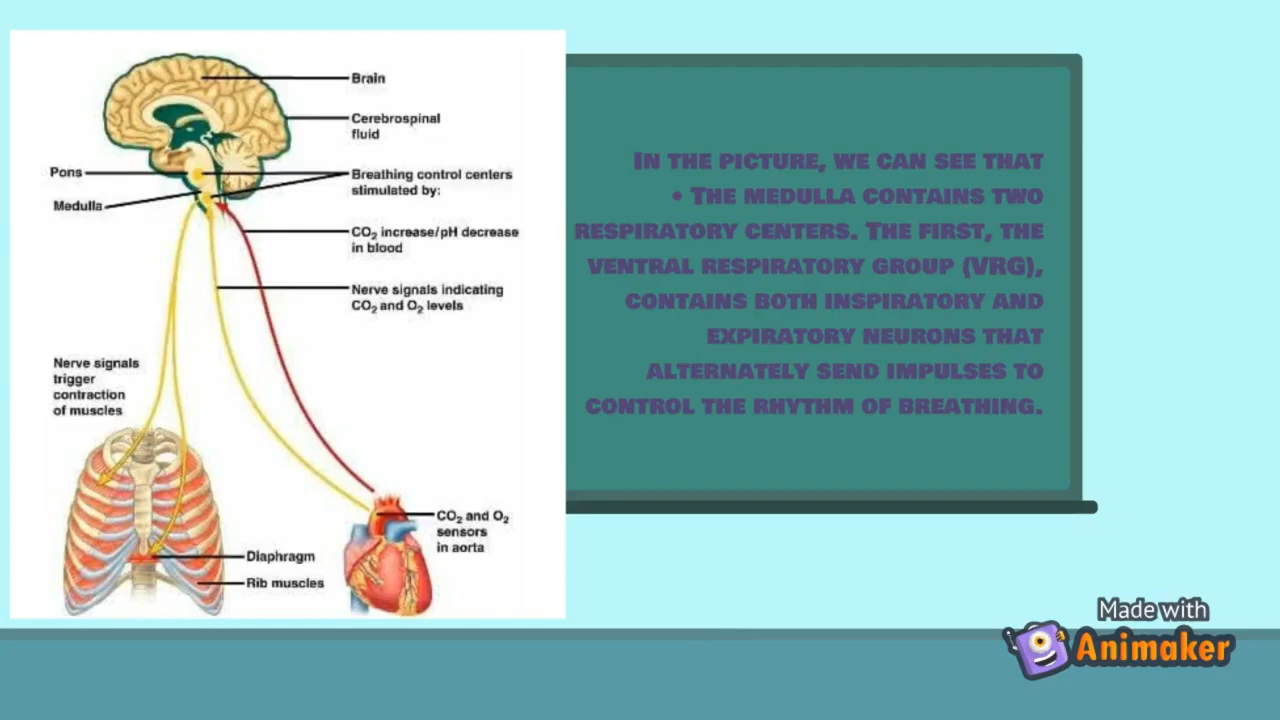 Brain
Cerebrospinal
fluid
Pons
Breathing control centers
stimulated by:
Medulla
CO₂ increase/pH decrease
in blood
Nerve signals indicating
CO₂ and O₂ levels
Nerve signals
trigger
contraction
of muscles
CO₂ and O₂
sensors
in aorta
Diaphragm
Rib muscles
In the picture, we can see that
• The medulla contains two
respiratory centers. The first, the
ventral respiratory group (VRG),
contains both inspiratory and
expiratory neurons that
alternately send impulses to
control the rhythm of breathing.
Made with
Animaker